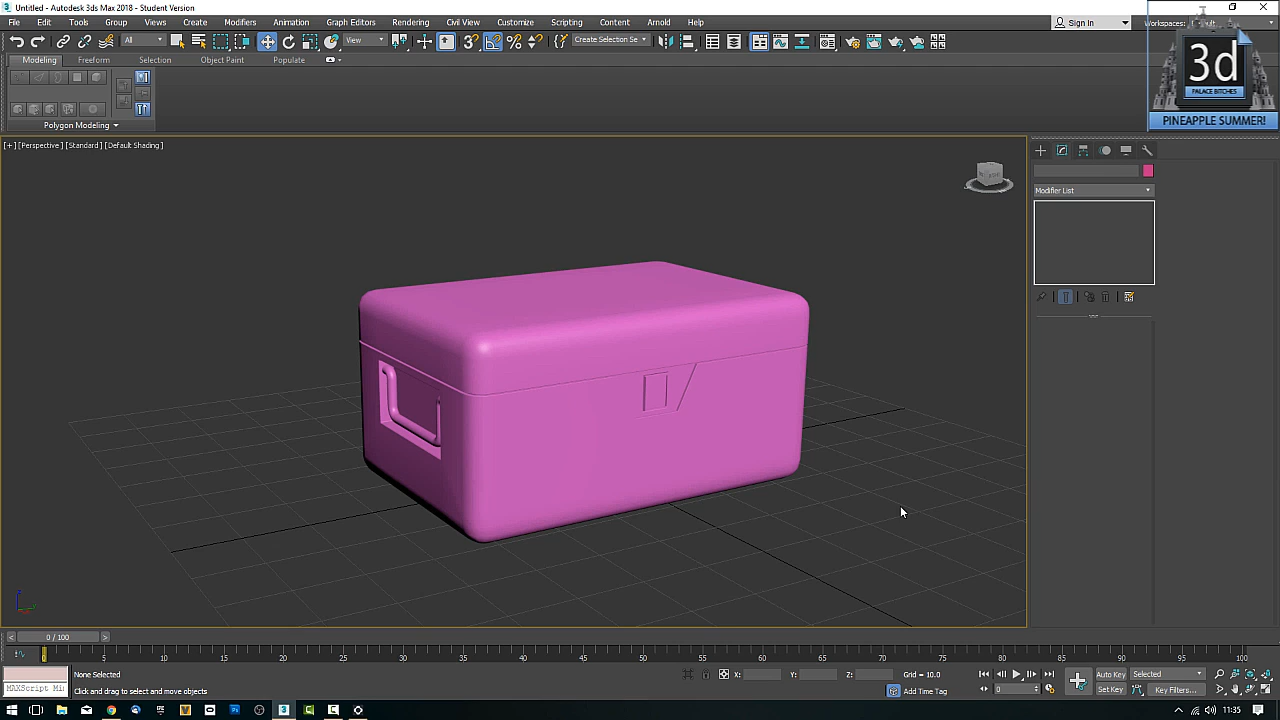 Untitled - Autodesk 3ds Max 2018 - Student Version
File Edit Tools Group Views Create Modifiers Animation Graph Editors Rendering Civil View Customize Scripting Content Arnold Help
Sign In
Workspaces:
All
View
Create Selection Se
3d
PALACE BITCHES
PINEAPPLE SUMMER!
Modeling Freeform Selection Object Paint Populate
Polygon Modeling
[+] [Perspective] [Standard] [Default Shading]
Modifier List
0 / 100
0 5 10 15 20 25 30 35 40 45 50 55 60 65 70 75 80 85 90 95 100
None Selected
X: Y: Z: Grid = 10.0
Auto Key Selected
MAXScript Mi
Click and drag to select and move objects
Add Time Tag
0
Set Key Key Filters...
11:35